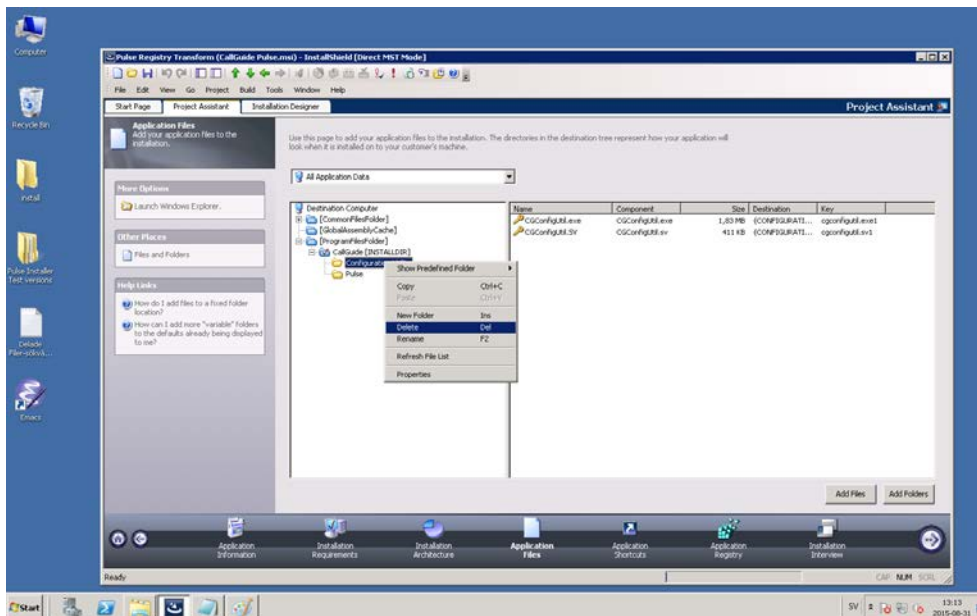 Computer
Recycle Bin
install
Pulse Installer
Test versions
Delade
Filer-sökvä...
Emacs
Pulse Registry Transform (CallGuide Pulse.msi) - InstallShield [Direct MST Mode]
File Edit View Go Project Build Tools Window Help
Start Page Project Assistant Installation Designer
Project Assistant
Application Files
Add your application files to the
installation.
More Options
Launch Windows Explorer.
Other Places
Files and Folders
Help Links
How do I add files to a fixed folder
location?
How can I add more "variable" folders
to the defaults already being displayed
to me?
Use this page to add your application files to the installation. The directories in the destination tree represent how your application will
look when it is installed on to your customer's machine.
All Application Data
Destination Computer
[CommonFilesFolder]
[GlobalAssemblyCache]
[ProgramFilesFolder]
CallGuide [INSTALLDIR]
Configurat
Pulse
Show Predefined Folder
Copy Ctrl+C
Paste Ctrl+V
New Folder Ins
Delete Del
Rename F2
Refresh File List
Properties
Name Component Size Destination Key
CGConfigUtil.exe CGConfigUtil.exe 1,83 MB {CONFIGURATI... cgconfigutil.exe1
CGConfigUtil.SV CGConfigUtil.sv 411 KB {CONFIGURATI... cgconfigutil.sv1
Add Files Add Folders
Application
Information
Installation
Requirements
Installation
Architecture
Application
Files
Application
Shortcuts
Application
Registry
Installation
Interview
Ready
CAP NUM SCRL
Start
SV
13:13
2015-08-31